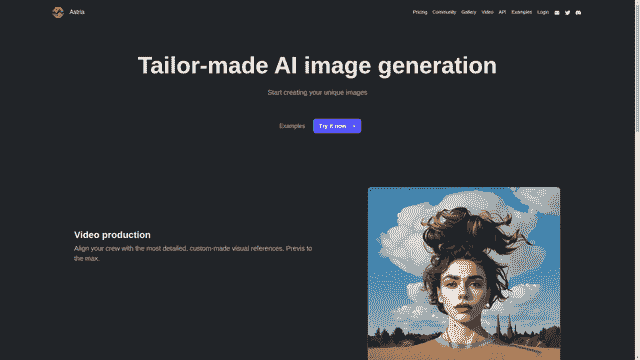 Astria
Pricing Community Gallery Video API Examples Login
Tailor-made AI image generation
Start creating your unique images
Examples Try it now
Video production
Align your crew with the most detailed, custom-made visual references. Previs to
the max.